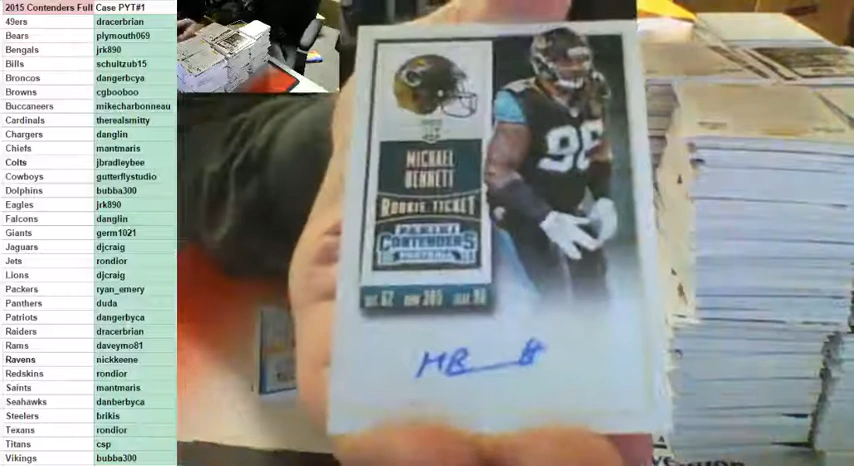 2015 Contenders Full Case PYT#1
49ers dracerbrian
Bears plymouth069
Bengals jrk890
Bills schultzub15
Broncos dangerbcya
Browns cgbooboo
Buccaneers mikecharbonneau
Cardinals therealsmitty
Chargers danglin
Chiefs mantmaris
Colts jbradleybee
Cowboys gutterflystudio
Dolphins bubba300
Eagles jrk890
Falcons danglin
Giants germ1021
Jaguars djcraig
Jets rondior
Lions djcraig
Packers ryan_emery
Panthers duda
Patriots dangerbyca
Raiders dracerbrian
Rams daveymo81
Ravens nickkeene
Redskins rondior
Saints mantmaris
Seahawks danberbyca
Steelers brikis
Texans rondior
Titans csp
Vikings bubba300
MICHAEL
BENNETT
ROOKIE TICKET
PANINI
CONTENDERS
FOOTBALL
96